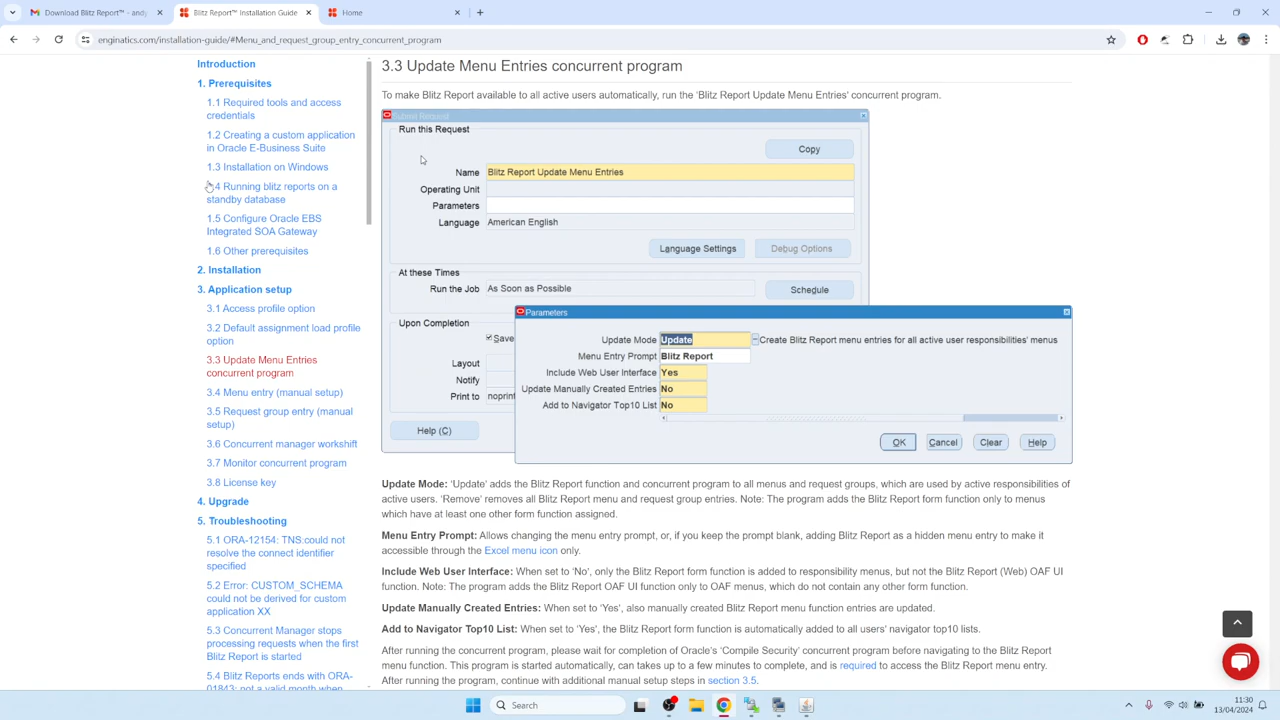 Download Blitz Report™ – andy
Blitz Report™ Installation Guide
Home
enginatics.com/installation-guide/#Menu_and_request_group_entry_concurrent_program
Introduction
1. Prerequisites
1.1 Required tools and access
credentials
1.2 Creating a custom application
in Oracle E-Business Suite
1.3 Installation on Windows
4 Running blitz reports on a
standby database
1.5 Configure Oracle EBS
Integrated SOA Gateway
1.6 Other prerequisites
2. Installation
3. Application setup
3.1 Access profile option
3.2 Default assignment load profile
option
3.3 Update Menu Entries
concurrent program
3.4 Menu entry (manual setup)
3.5 Request group entry (manual
setup)
3.6 Concurrent manager workshift
3.7 Monitor concurrent program
3.8 License key
4. Upgrade
5. Troubleshooting
5.1 ORA-12154: TNS:could not
resolve the connect identifier
specified
5.2 Error: CUSTOM_SCHEMA
could not be derived for custom
application XX
5.3 Concurrent Manager stops
processing requests when the first
Blitz Report is started
5.4 Blitz Reports ends with ORA-
01843: not a valid month when
3.3 Update Menu Entries concurrent program
To make Blitz Report available to all active users automatically, run the 'Blitz Report Update Menu Entries' concurrent program.
Submit Request
Run this Request
Copy
Name Blitz Report Update Menu Entries
Operating Unit
Parameters
Language American English
Language Settings Debug Options
At these Times
Run the Job As Soon as Possible Schedule
Upon Completion
Save
Layout
Notify
Print to noprint
Help (C)
Parameters
Update Mode Update Create Blitz Report menu entries for all active user responsibilities' menus
Menu Entry Prompt Blitz Report
Include Web User Interface Yes
Update Manually Created Entries No
Add to Navigator Top10 List No
OK Cancel Clear Help
Update Mode: 'Update' adds the Blitz Report function and concurrent program to all menus and request groups, which are used by active responsibilities of
active users. 'Remove' removes all Blitz Report menu and request group entries. Note: The program adds the Blitz Report form function only to menus
which have at least one other form function assigned.
Menu Entry Prompt: Allows changing the menu entry prompt, or, if you keep the prompt blank, adding Blitz Report as a hidden menu entry to make it
accessible through the Excel menu icon only.
Include Web User Interface: When set to 'No', only the Blitz Report form function is added to responsibility menus, but not the Blitz Report (Web) OAF UI
function. Note: The program adds the Blitz Report OAF UI function only to OAF menus, which do not contain any other form function.
Update Manually Created Entries: When set to 'Yes', also manually created Blitz Report menu function entries are updated.
Add to Navigator Top10 List: When set to 'Yes', the Blitz Report form function is automatically added to all users' navigator top10 lists.
After running the concurrent program, please wait for completion of Oracle's 'Compile Security' concurrent program before navigating to the Blitz Report
menu function. This program is started automatically, can takes up to a few minutes to complete, and is required to access the Blitz Report menu entry.
After running the program, continue with additional manual setup steps in section 3.5.
Search
11:30
13/04/2024